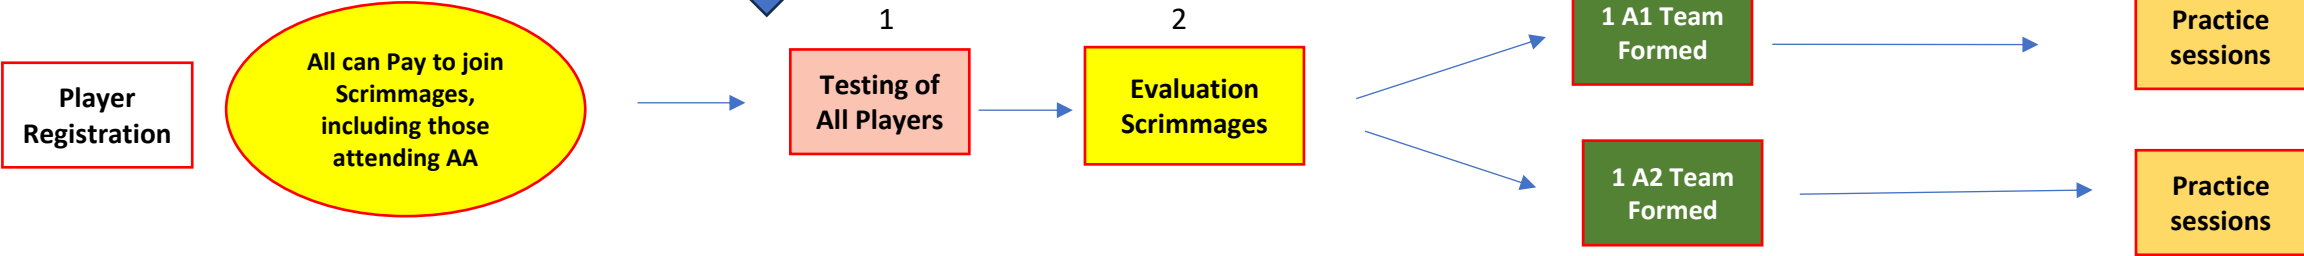 Player
Registration
All can Pay to join
Scrimmages,
including those
attending AA
1
Testing of
All Players
2
Evaluation
Scrimmages
1 A1 Team
Formed
Practice
sessions
1 A2 Team
Formed
Practice
sessions